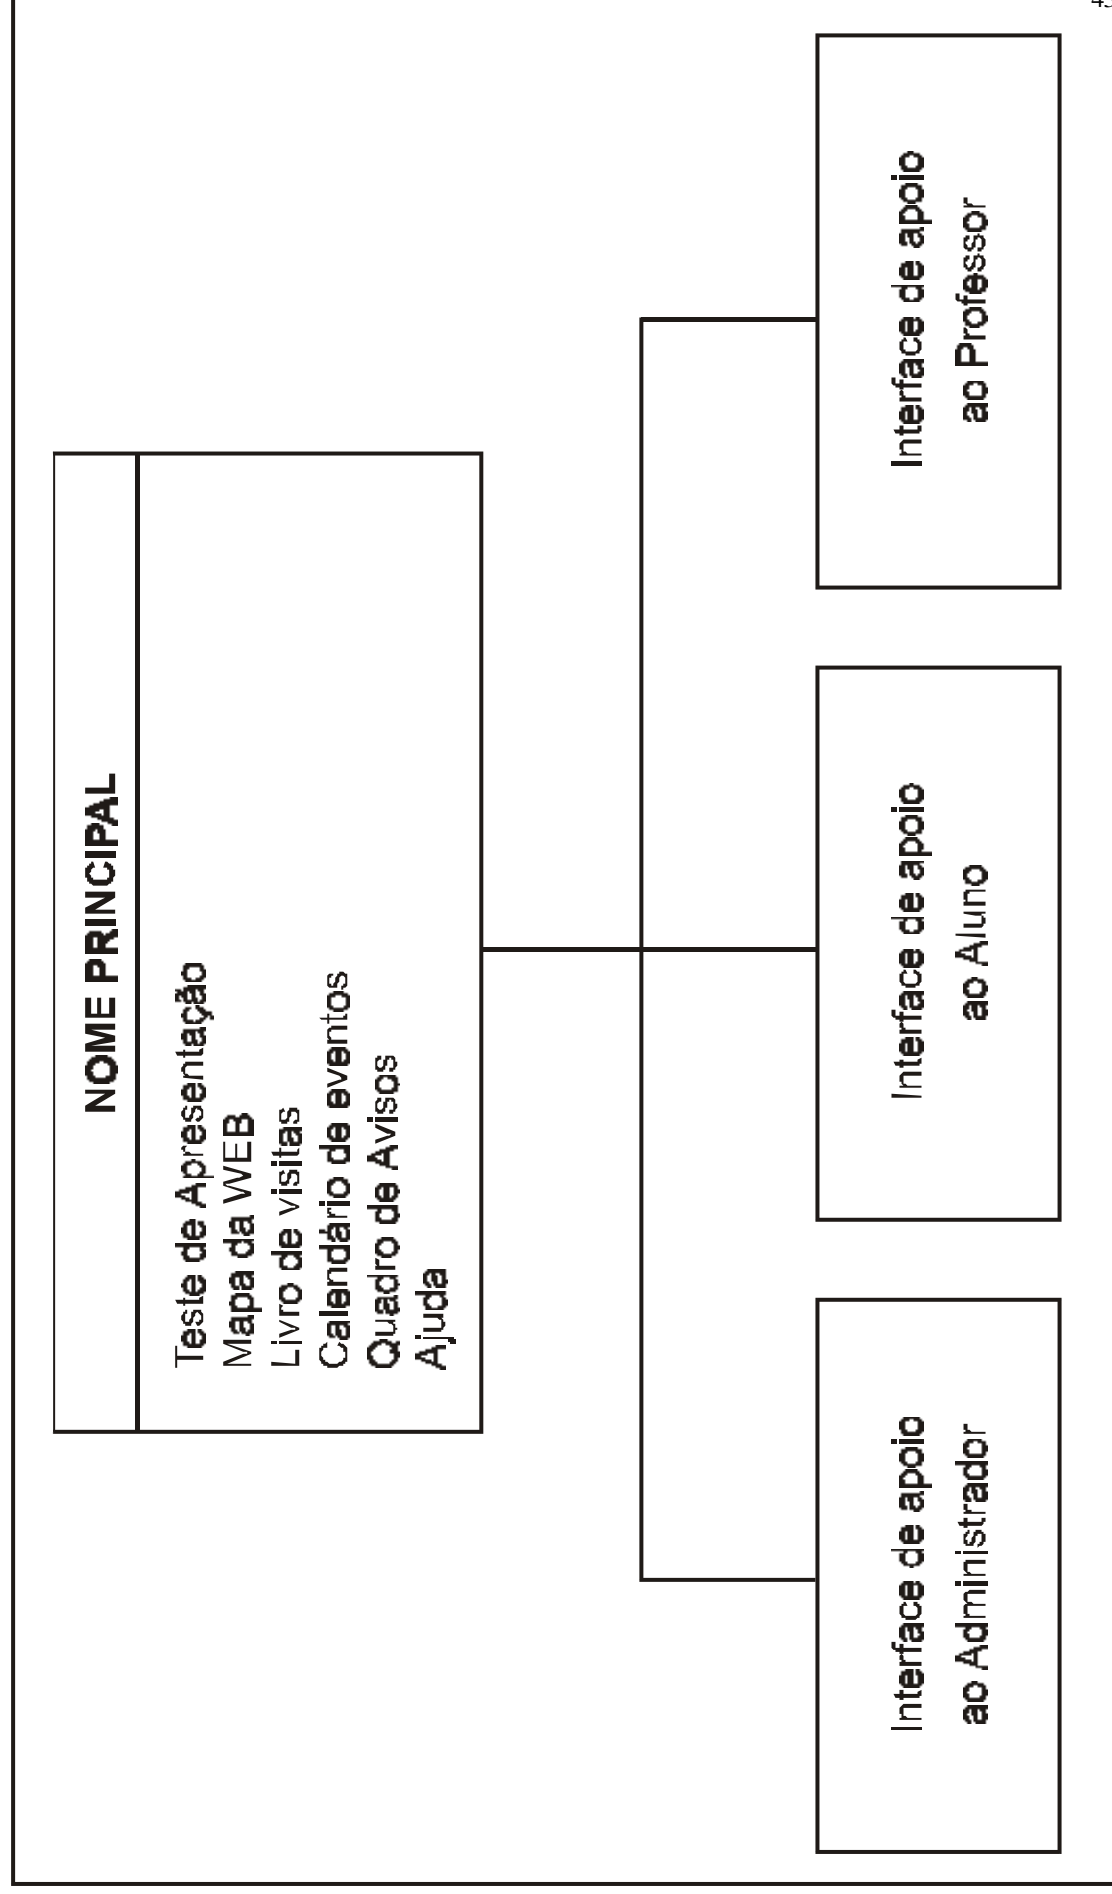 NOME PRINCIPAL
Teste de Apresentação
Mapa da WEB
Livro de visitas
Calendário de eventos
Quadro de Avisos
Ajuda
Interface de apoio
ao Administrador
Interface de apoio
ao Aluno
Interface de apoio
ao Professor